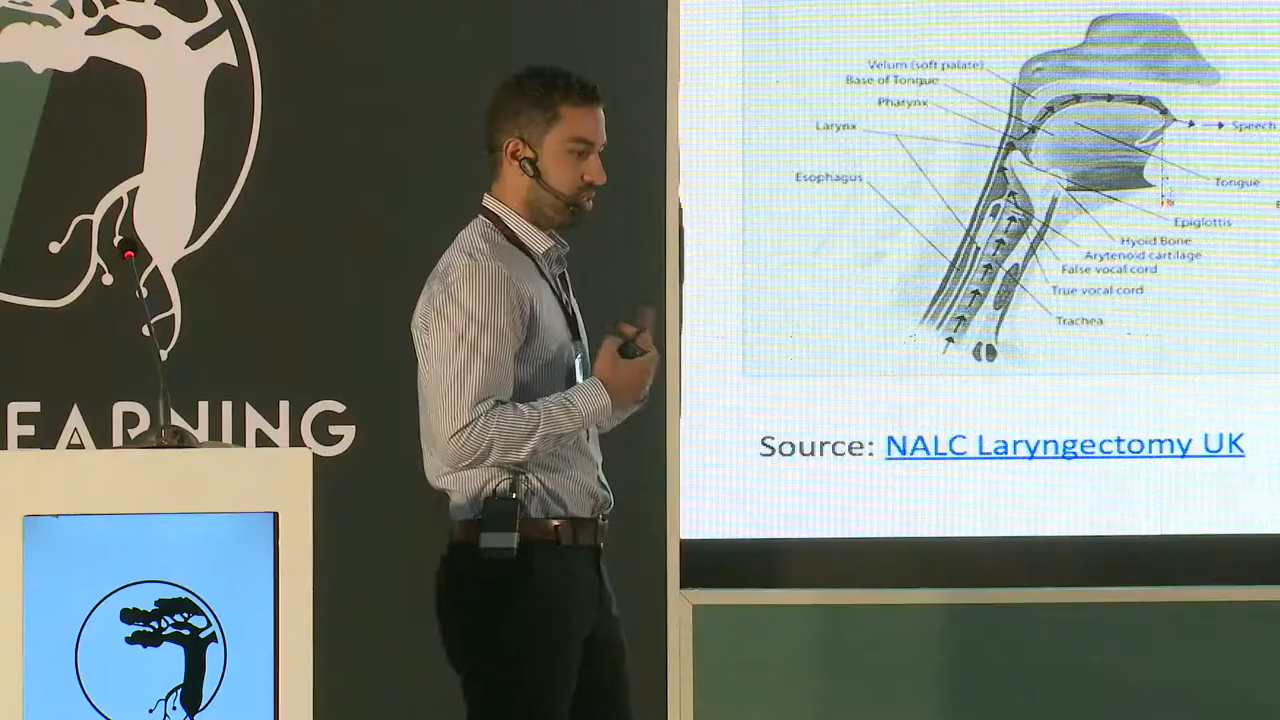 EARNING
Velum (soft palate)
Base of Tongue
Pharynx
Larynx
Esophagus
Speech
Tongue
Epiglottis
Hyoid Bone
Arytenoid cartilage
False vocal cord
True vocal cord
Trachea
Source: NALC Laryngectomy UK